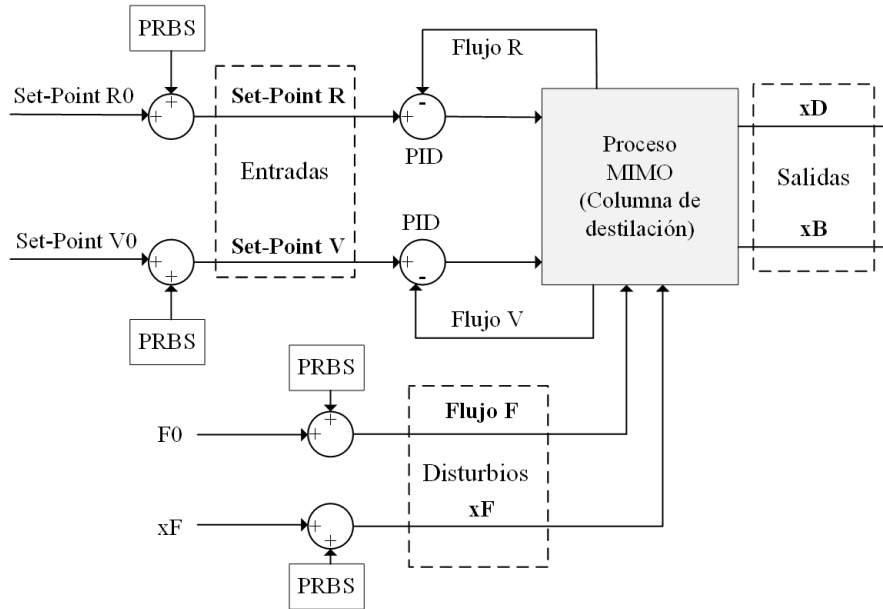 PRBS
Set-Point R0
+
+
Set-Point R
Entradas
+
-
PID
Flujo R
Proceso
MIMO
(Columna de
destilación)
xD
Salidas
xB
Set-Point V0
+
+
PRBS
Set-Point V
PID
+
-
Flujo V
PRBS
F0
+
+
Flujo F
Disturbios
xF
xF
+
+
PRBS